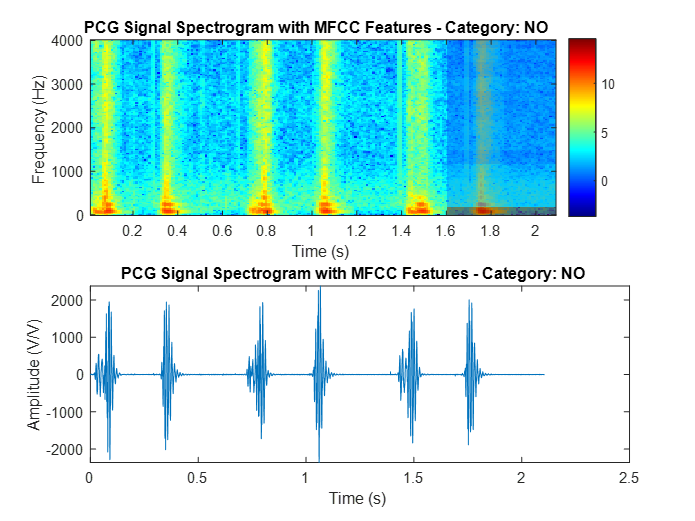 PCG Signal Spectrogram with MFCC Features - Category: NO
4000
3000
2000
1000
0
Frequency (Hz)
0.2 0.4 0.6 0.8 1 1.2 1.4 1.6 1.8 2
Time (s)
10
5
0
PCG Signal Spectrogram with MFCC Features - Category: NO
2000
1000
0
-1000
-2000
Amplitude (V/V)
0 0.5 1 1.5 2 2.5
Time (s)